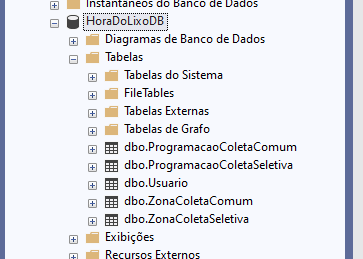 Instantâneos do Banco de Dados
HoraDoLixoDB
Diagramas de Banco de Dados
Tabelas
Tabelas do Sistema
FileTables
Tabelas Externas
Tabelas de Grafo
dbo.ProgramacaoColetaComum
dbo.ProgramacaoColetaSeletiva
dbo.Usuario
dbo.ZonaColetaComum
dbo.ZonaColetaSeletiva
Exibições
Recursos Externos